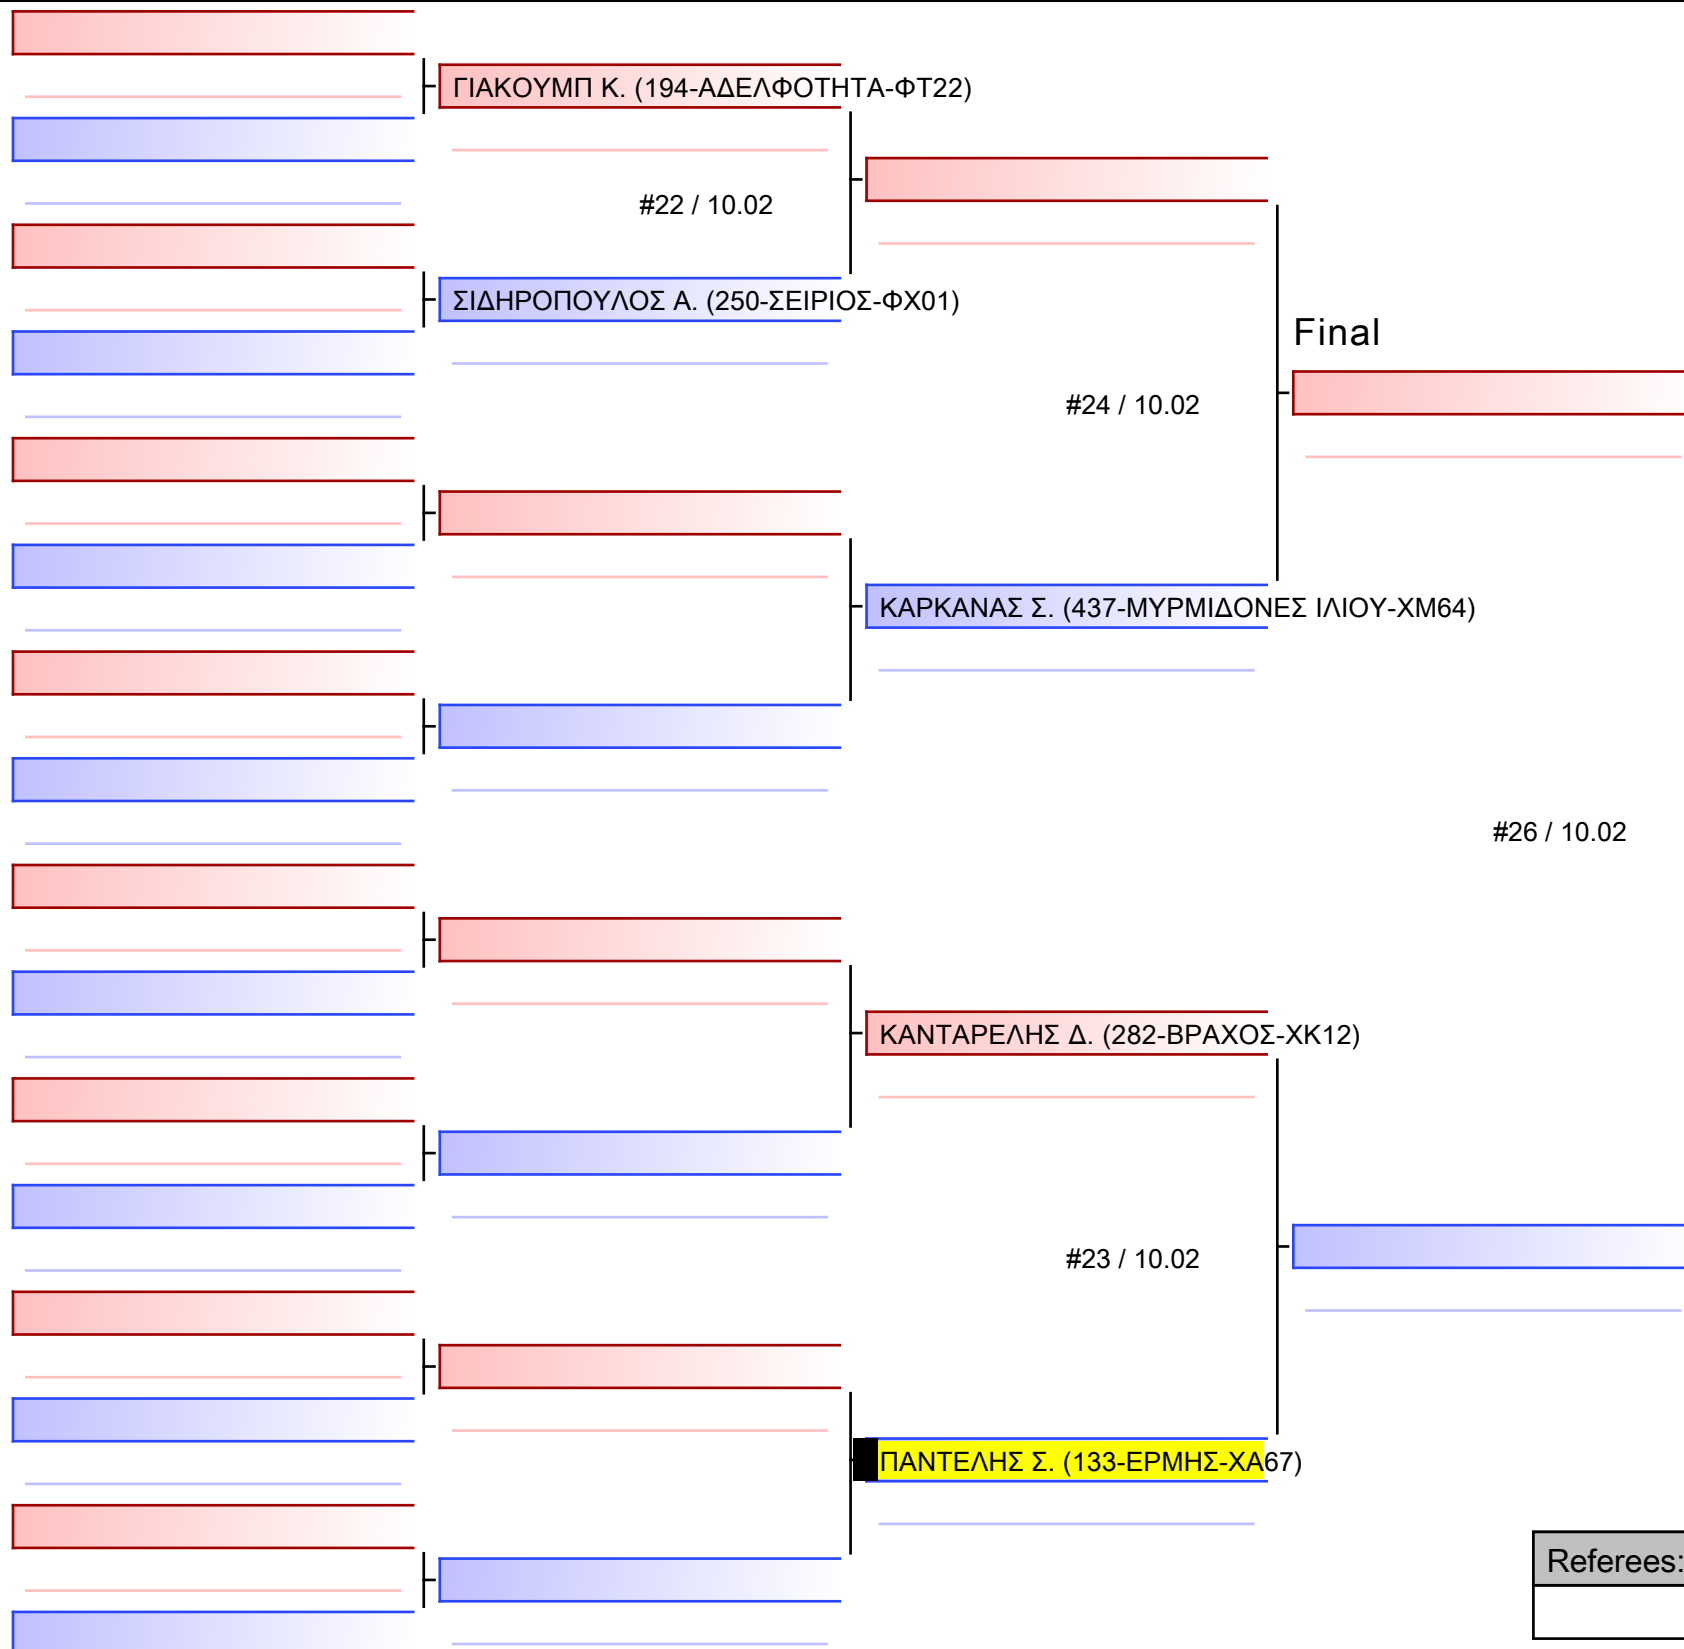 ΓΙΑΚΟΥΜΠ Κ. (194-ΑΔΕΛΦΟΤΗΤΑ-ΦΤ22)
#22 / 10.02
ΣΙΔΗΡΟΠΟΥΛΟΣ Α. (250-ΣΕΙΡΙΟΣ-ΦΧ01)
Final
#24 / 10.02
ΚΑΡΚΑΝΑΣ Σ. (437-ΜΥΡΜΙΔΟΝΕΣ ΙΛΙΟΥ-ΧΜ64)
#26 / 10.02
ΚΑΝΤΑΡΕΛΗΣ Δ. (282-ΒΡΑΧΟΣ-ΧΚ12)
#23 / 10.02
ΠΑΝΤΕΛΗΣ Σ. (133-ΕΡΜΗΣ-ΧΑ67)
Referees: